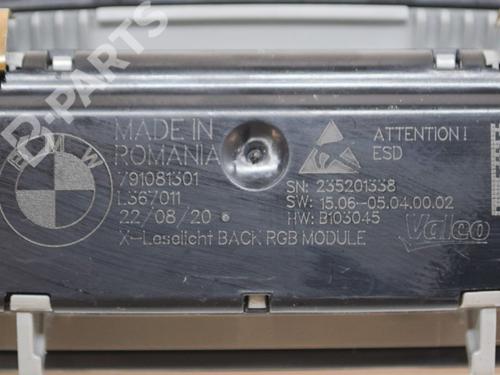 B-PARTS
BMW
MADE IN
ROMANIA
791081301
L367011
22/08/20
X-Leselicht BACK RGB MODULE
ATTENTION!
ESD
SN: 235201338
SW: 15.06-05.04.00.02
HW: B103045
Valeo